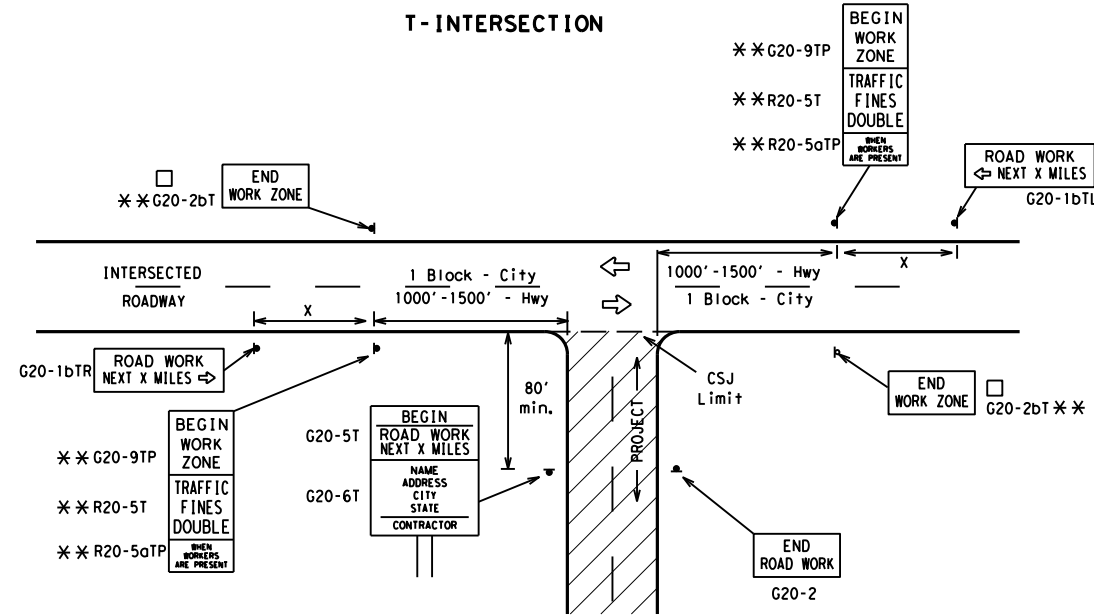 T-INTERSECTION
BEGIN
WORK
ZONE
**G20-9TP
TRAFFIC
FINES
DOUBLE
**R20-5T
WHEN
WORKERS
ARE PRESENT
**R20-5aTP
ROAD WORK
⇦ NEXT X MILES
G20-1bTL
□
**G20-2bT
END
WORK ZONE
INTERSECTED
ROADWAY
1 Block - City
1000'-1500' - Hwy
X
1000'-1500' - Hwy
1 Block - City
X
G20-1bTR
ROAD WORK
NEXT X MILES ⇨
80'
min.
CSJ
Limit
PROJECT
END
WORK ZONE
□
G20-2bT **
BEGIN
WORK
ZONE
** G20-9TP
TRAFFIC
FINES
DOUBLE
** R20-5T
WHEN
WORKERS
ARE PRESENT
** R20-5aTP
G20-5T
BEGIN
ROAD WORK
NEXT X MILES
G20-6T
NAME
ADDRESS
CITY
STATE
CONTRACTOR
END
ROAD WORK
G20-2